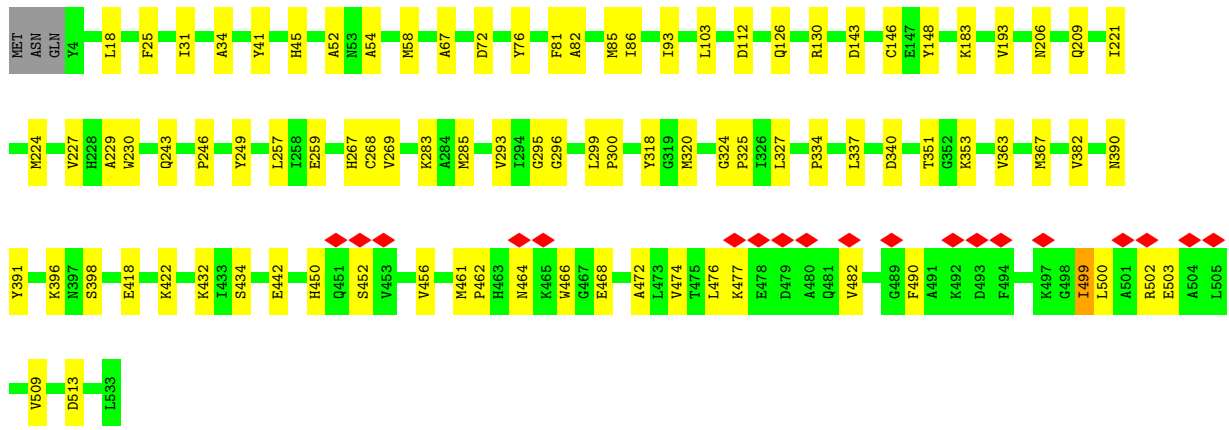 MET ASN GLN Y4 L18 F25 I31 A34 Y41 H45 A52 N53 A54 M58 A67 D72 Y76 F81 A82 M85 I86 I93 L103 D112 Q126 R130 D143 C146 E147 Y148 K183 V193 N206 Q209 I221
M224 V227 H228 A229 W230 Q243 P246 Y249 L257 I258 E259 H267 C268 V269 K283 A284 M285 V293 I294 G295 G296 L299 P300 Y318 G319 M320 G324 P325 I326 L327 P334 L337 D340 T351 G352 K353 V363 M367 V382 N390
Y391 K396 N397 S398 E418 K422 K432 I433 S434 E442 H450 Q451 S452 V453 V456 M461 P462 H463 N464 K465 W466 G467 E468 A472 L473 V474 T475 L476 K477 E478 D479 A480 Q481 V482 G489 F490 A491 K492 D493 F494 K497 G498 I499 L500 A501 R502 E503 A504 L505
V509 D513 L533